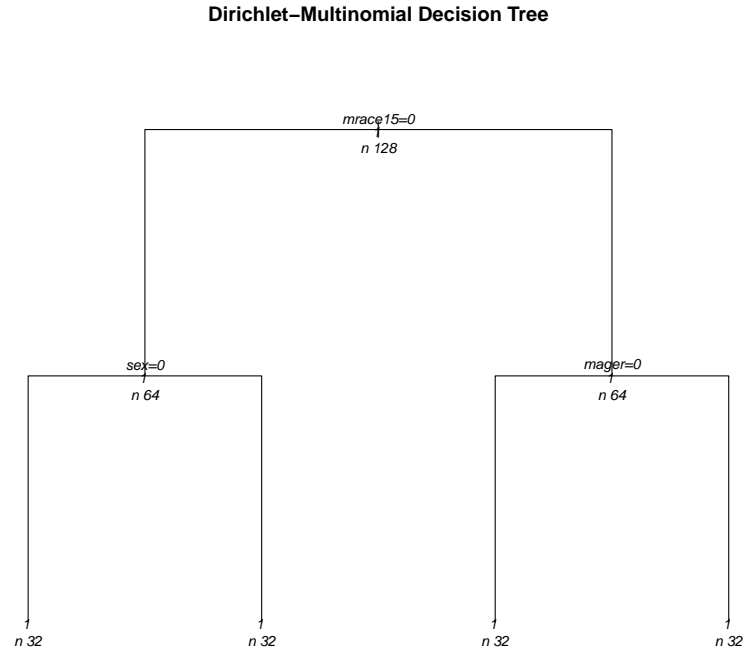 Dirichlet−Multinomial Decision Tree
mrace15=0
1
n 128
sex=0
1
n 64
mager=0
1
n 64
1
n 32
1
n 32
1
n 32
1
n 32